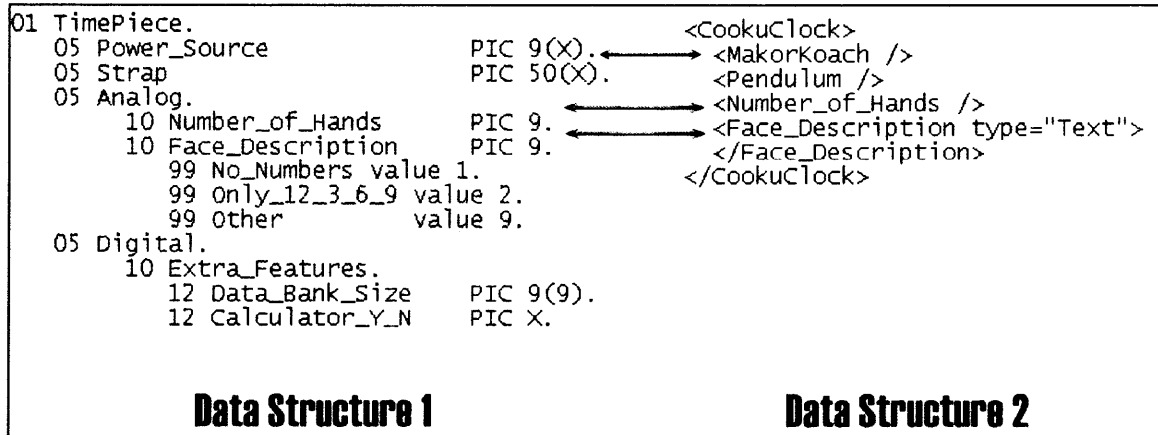 01 TimePiece.
05 Power_Source PIC 9(X).
05 Strap PIC 50(X).
05 Analog.
10 Number_of_Hands PIC 9.
10 Face_Description PIC 9.
99 No_Numbers value 1.
99 Only_12_3_6_9 value 2.
99 Other value 9.
05 Digital.
10 Extra_Features.
12 Data_Bank_Size PIC 9(9).
12 Calculator_Y_N PIC X.
Data Structure 1
<CookuClock>
<MakorKoach />
<Pendulum />
<Number_of_Hands />
<Face_Description type="Text">
</Face_Description>
</CookuClock>
Data Structure 2